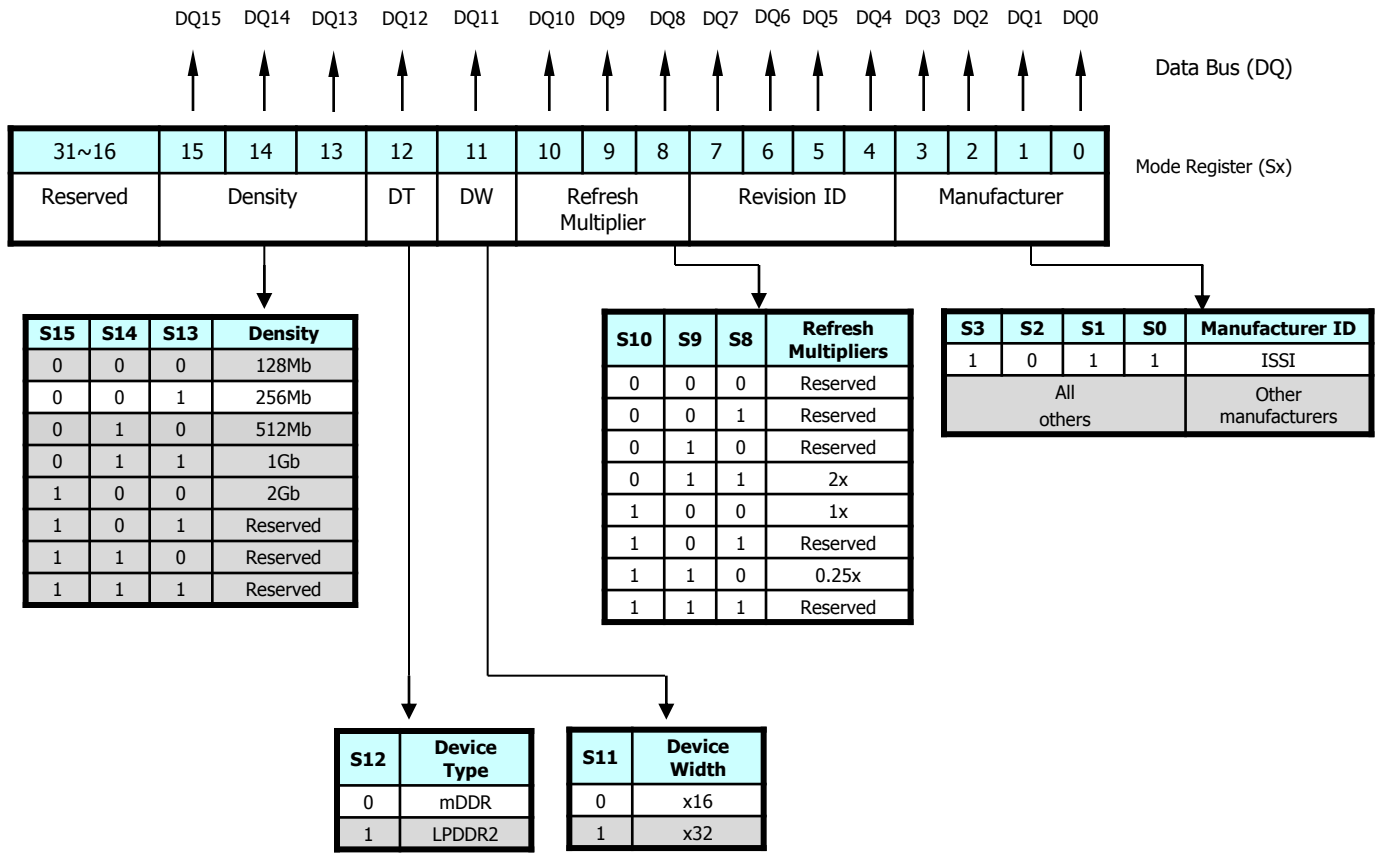 DQ15 DQ14 DQ13 DQ12 DQ11 DQ10 DQ9 DQ8 DQ7 DQ6 DQ5 DQ4 DQ3 DQ2 DQ1 DQ0
Data Bus (DQ)
31~16 15 14 13 12 11 10 9 8 7 6 5 4 3 2 1 0
Mode Register (Sx)
Reserved Density DT DW Refresh Revision ID Manufacturer
Multiplier
S15 S14 S13 Density
0 0 0 128Mb
0 0 1 256Mb
0 1 0 512Mb
0 1 1 1Gb
1 0 0 2Gb
1 0 1 Reserved
1 1 0 Reserved
1 1 1 Reserved
S10 S9 S8 Refresh
Multipliers
0 0 0 Reserved
0 0 1 Reserved
0 1 0 Reserved
0 1 1 2x
1 0 0 1x
1 0 1 Reserved
1 1 0 0.25x
1 1 1 Reserved
S3 S2 S1 S0 Manufacturer ID
1 0 1 1 ISSI
All Other
others manufacturers
S12 Device
Type
0 mDDR
1 LPDDR2
S11 Device
Width
0 x16
1 x32